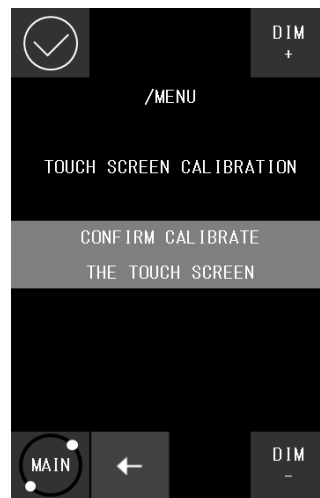 DIM
+
/MENU
TOUCH SCREEN CALIBRATION
CONFIRM CALIBRATE
THE TOUCH SCREEN
MAIN
DIM
-